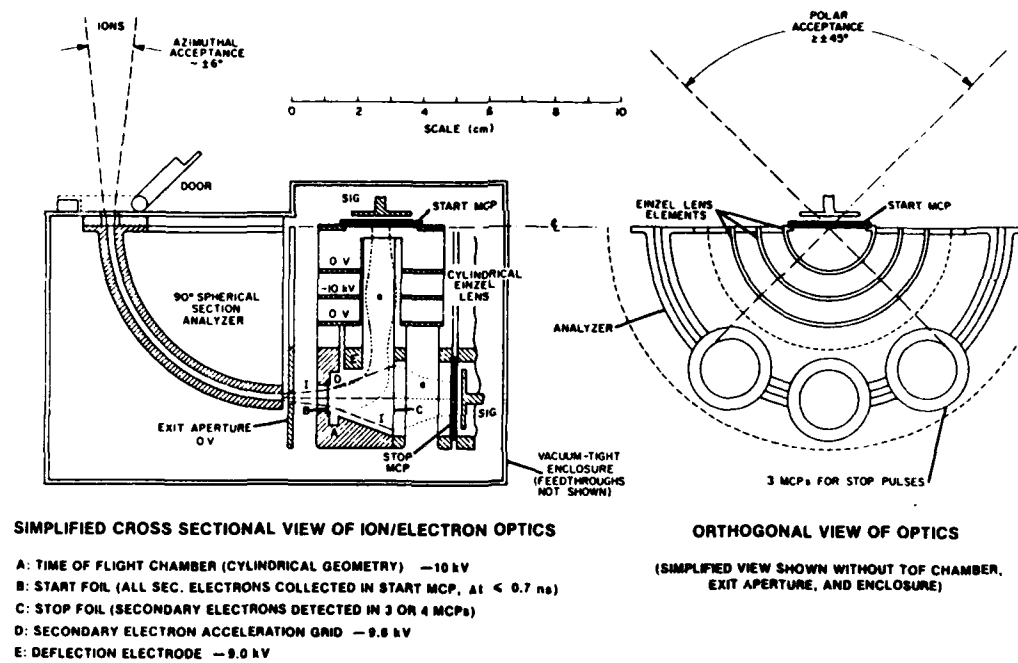 IONS
AZIMUTHAL
ACCEPTANCE
~ ±6°
0 2 4 6 8 10
SCALE (cm)
DOOR
SIG
START MCP
0 V
-10 kV
0 V
CYLINDRICAL
EINZEL
LENS
90° SPHERICAL
SECTION
ANALYZER
e
E
I
D
B
A
I
C
e
SIG
EXIT APERTURE
0 V
STOP
MCP
VACUUM-TIGHT
ENCLOSURE
(FEEDTHROUGHS
NOT SHOWN)
POLAR
ACCEPTANCE
≥ ± 45°
EINZEL LENS
ELEMENTS
START MCP
ANALYZER
3 MCPs FOR STOP PULSES
SIMPLIFIED CROSS SECTIONAL VIEW OF ION/ELECTRON OPTICS
A: TIME OF FLIGHT CHAMBER (CYLINDRICAL GEOMETRY) —10 kV
B: START FOIL (ALL SEC. ELECTRONS COLLECTED IN START MCP, Δt ≤ 0.7 ns)
C: STOP FOIL (SECONDARY ELECTRONS DETECTED IN 3 OR 4 MCPs)
D: SECONDARY ELECTRON ACCELERATION GRID —9.6 kV
E: DEFLECTION ELECTRODE —9.0 kV
ORTHOGONAL VIEW OF OPTICS
(SIMPLIFIED VIEW SHOWN WITHOUT TOF CHAMBER,
EXIT APERTURE, AND ENCLOSURE)